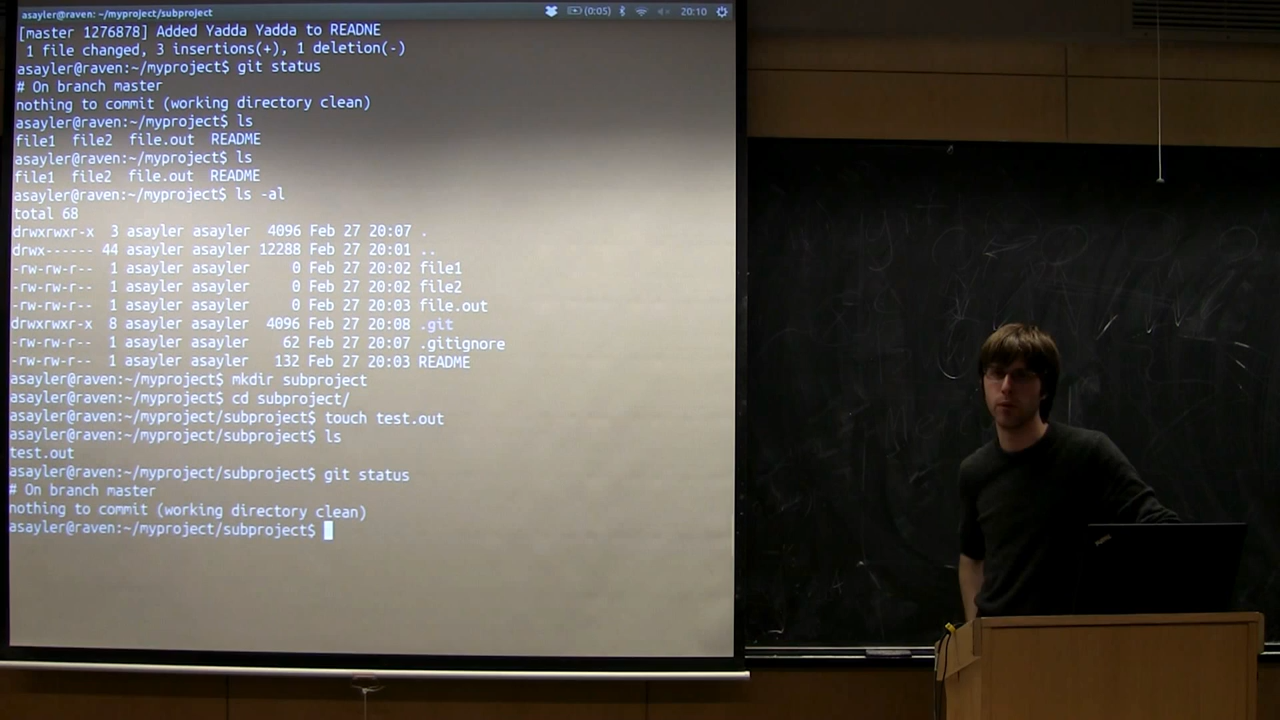 asayler@raven: ~/myproject/subproject
(0:05) 20:10
[master 1276878] Added Yadda Yadda to READNE
1 file changed, 3 insertions(+), 1 deletion(-)
asayler@raven:~/myproject$ git status
# On branch master
nothing to commit (working directory clean)
asayler@raven:~/myproject$ ls
file1 file2 file.out README
asayler@raven:~/myproject$ ls
file1 file2 file.out README
asayler@raven:~/myproject$ ls -al
total 68
drwxrwxr-x 3 asayler asayler 4096 Feb 27 20:07 .
drwx------ 44 asayler asayler 12288 Feb 27 20:01 ..
-rw-rw-r-- 1 asayler asayler 0 Feb 27 20:02 file1
-rw-rw-r-- 1 asayler asayler 0 Feb 27 20:02 file2
-rw-rw-r-- 1 asayler asayler 0 Feb 27 20:03 file.out
drwxrwxr-x 8 asayler asayler 4096 Feb 27 20:08 .git
-rw-rw-r-- 1 asayler asayler 62 Feb 27 20:07 .gitignore
-rw-rw-r-- 1 asayler asayler 132 Feb 27 20:03 README
asayler@raven:~/myproject$ mkdir subproject
asayler@raven:~/myproject$ cd subproject/
asayler@raven:~/myproject/subproject$ touch test.out
asayler@raven:~/myproject/subproject$ ls
test.out
asayler@raven:~/myproject/subproject$ git status
# On branch master
nothing to commit (working directory clean)
asayler@raven:~/myproject/subproject$